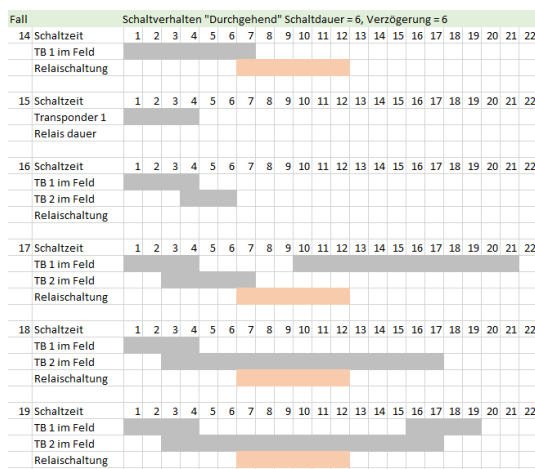 Fall Schaltverhalten "Durchgehend" Schaltdauer = 6, Verzögerung = 6
14 Schaltzeit 1 2 3 4 5 6 7 8 9 10 11 12 13 14 15 16 17 18 19 20 21 22
TB 1 im Feld
Relaischaltung
15 Schaltzeit 1 2 3 4 5 6 7 8 9 10 11 12 13 14 15 16 17 18 19 20 21 22
Transponder 1
Relais dauer
16 Schaltzeit 1 2 3 4 5 6 7 8 9 10 11 12 13 14 15 16 17 18 19 20 21 22
TB 1 im Feld
TB 2 im Feld
Relaischaltung
17 Schaltzeit 1 2 3 4 5 6 7 8 9 10 11 12 13 14 15 16 17 18 19 20 21 22
TB 1 im Feld
TB 2 im Feld
Relaischaltung
18 Schaltzeit 1 2 3 4 5 6 7 8 9 10 11 12 13 14 15 16 17 18 19 20 21 22
TB 1 im Feld
TB 2 im Feld
Relaischaltung
19 Schaltzeit 1 2 3 4 5 6 7 8 9 10 11 12 13 14 15 16 17 18 19 20 21 22
TB 1 im Feld
TB 2 im Feld
Relaischaltung